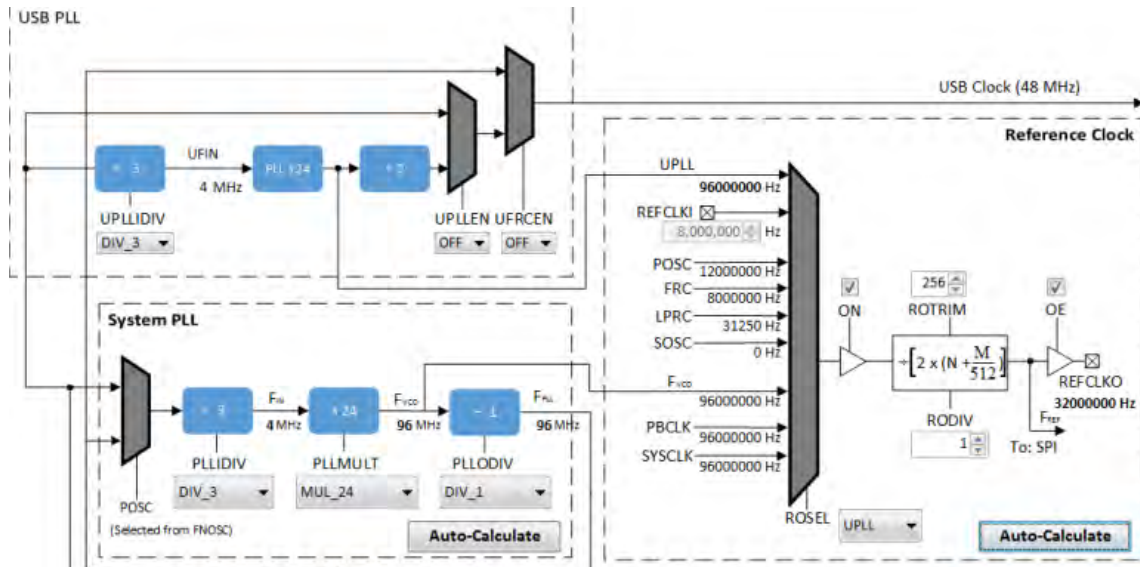 USB PLL
USB Clock (48 MHz)
Reference Clock
÷ 3
UFIN
4 MHz
UPLLIDIV
DIV_3
UPLLEN
OFF
UFRCEN
OFF
UPLL
96000000 Hz
REFCLKI
8,000,000
Hz
POSC
12000000 Hz
FRC
8000000 Hz
LPRC
31250 Hz
SOSC
0 Hz
FVCO
96000000 Hz
PBCLK
96000000 Hz
SYSCLK
96000000 Hz
ROSEL
UPLL
ON
256
ROTRIM
÷[2 x (N + M/512)]
RODIV
1
OE
REFCLKO
32000000 Hz
FREF
To: SPI
Auto-Calculate
System PLL
POSC
(Selected from FNOSC)
FIN
4 MHz
PLLIDIV
DIV_3
x24
PLLMULT
MUL_24
FVCO
96 MHz
÷ 1
PLLODIV
DIV_1
FPLL
96 MHz
Auto-Calculate